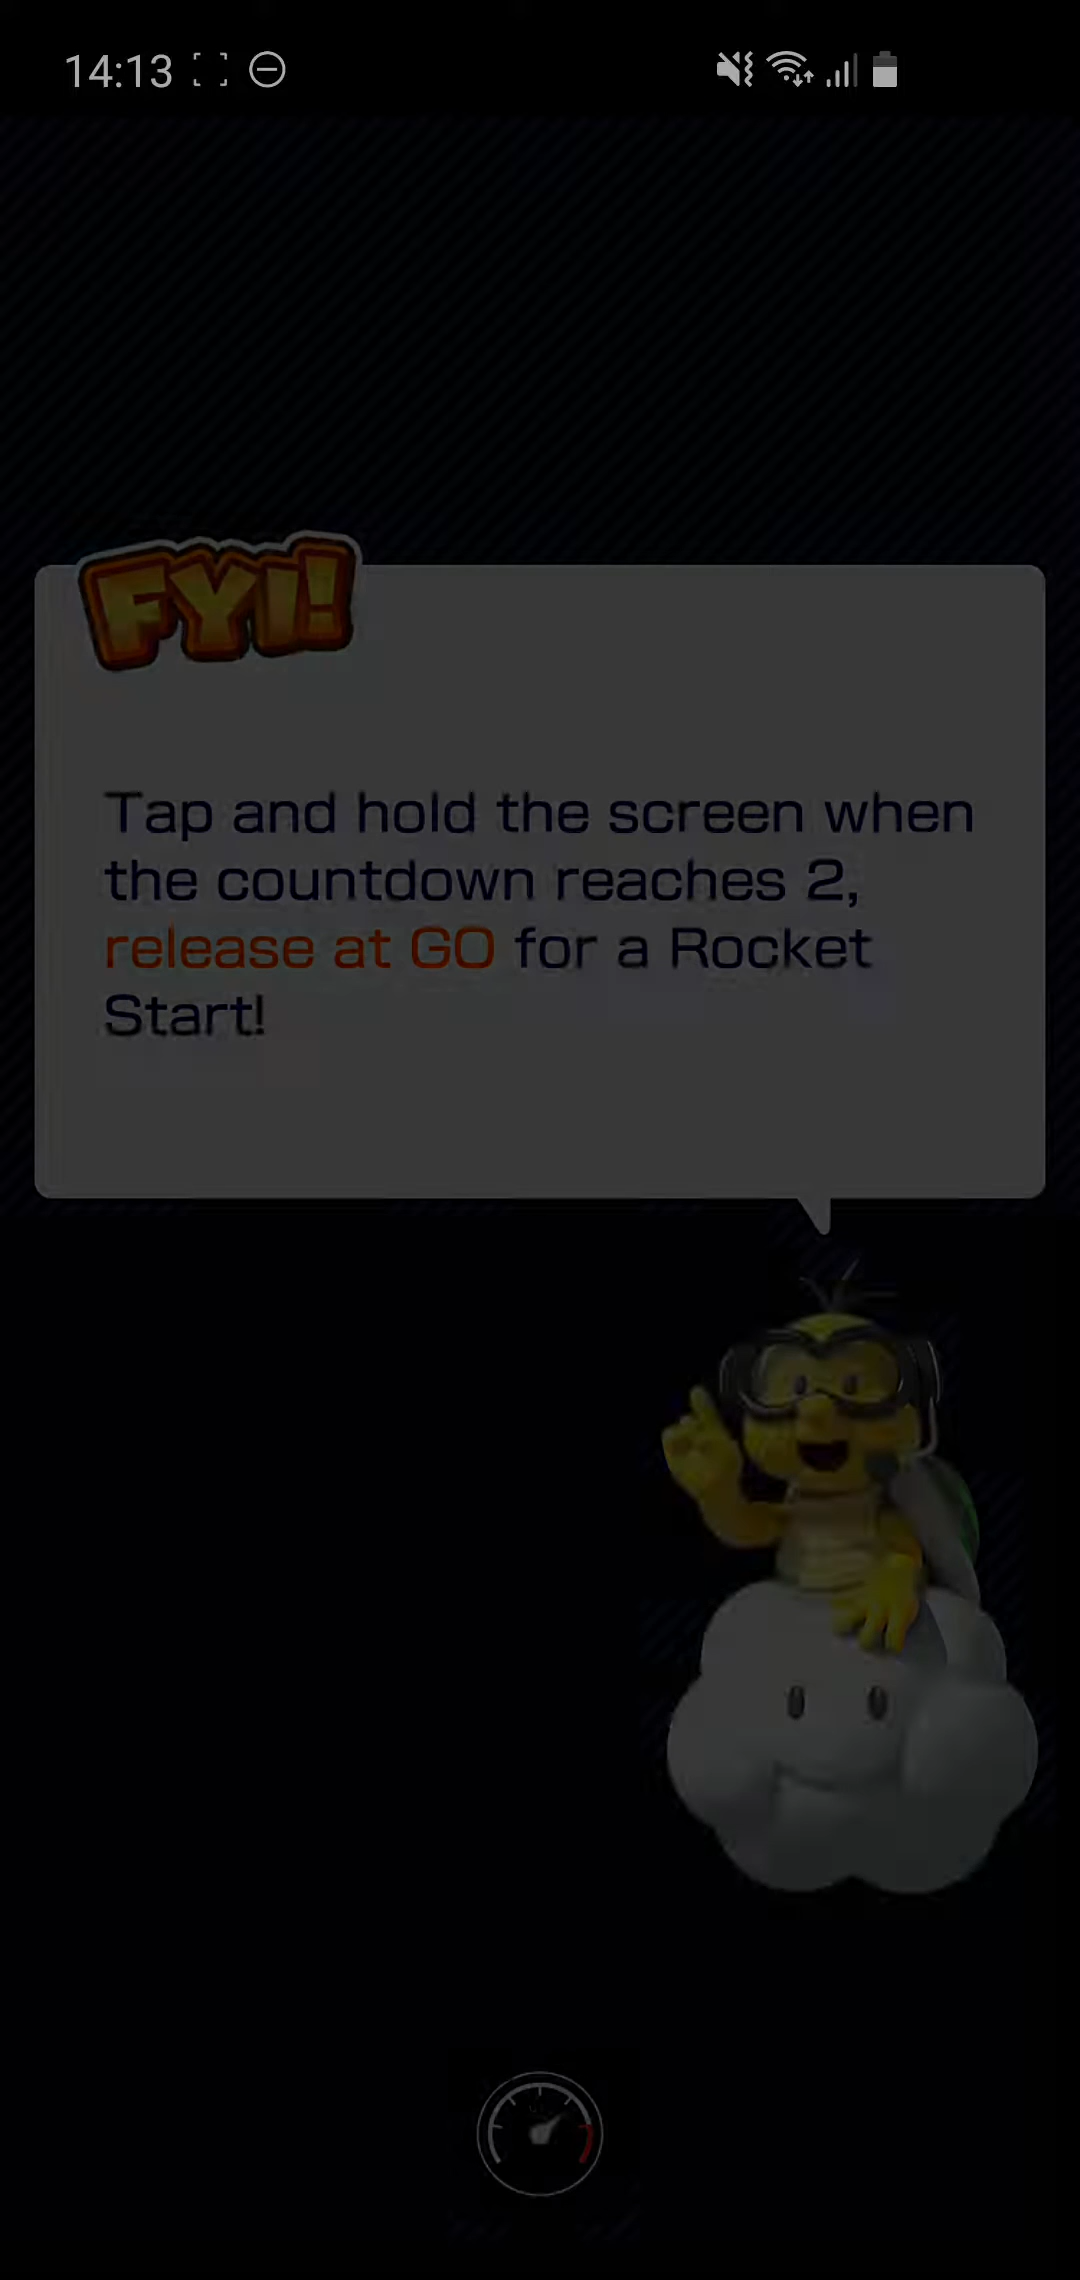 14:13
FYI!
Tap and hold the screen when
the countdown reaches 2,
release at GO for a Rocket
Start!